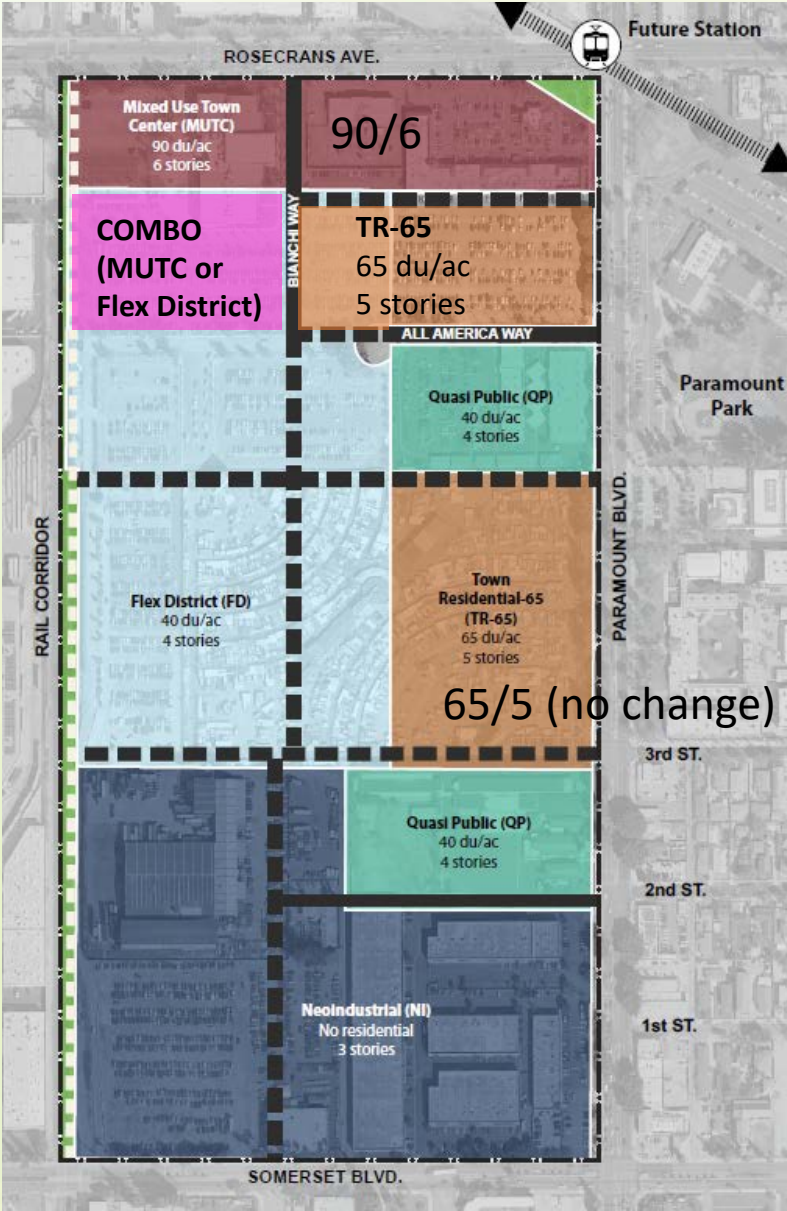 Future Station
ROSECRANS AVE.
Mixed Use Town
Center (MUTC)
90 du/ac
6 stories
90/6
BIANCHI WAY
COMBO
(MUTC or
Flex District)
TR-65
65 du/ac
5 stories
ALL AMERICA WAY
Quasi Public (QP)
40 du/ac
4 stories
Paramount
Park
RAIL CORRIDOR
PARAMOUNT BLVD.
Flex District (FD)
40 du/ac
4 stories
Town
Residential-65
(TR-65)
65 du/ac
5 stories
65/5 (no change)
3rd ST.
Quasi Public (QP)
40 du/ac
4 stories
2nd ST.
Neoindustrial (NI)
No residential
3 stories
1st ST.
SOMERSET BLVD.